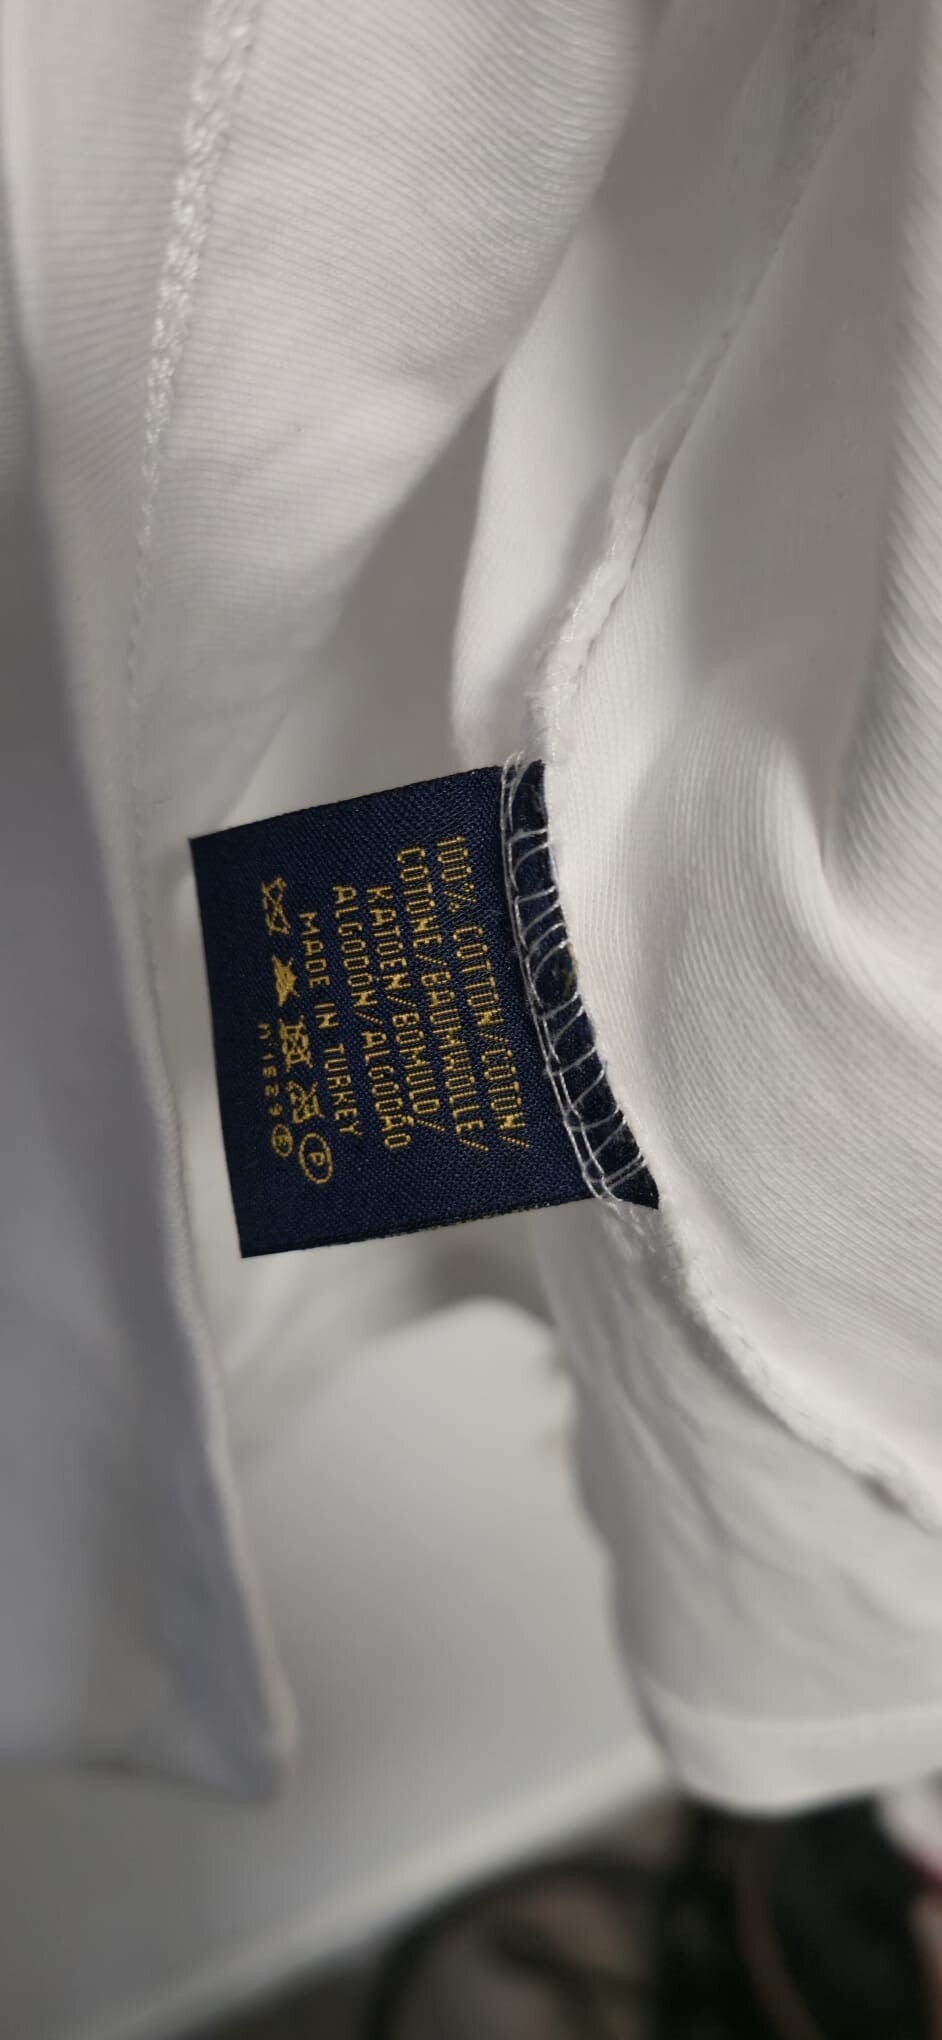 100% COTTON/COTON/
COTONE/BAUMWOLLE/
KATOEN/BOMULD/
ALGODÓN/ALGODÃO
MADE IN TURKEY
P
E